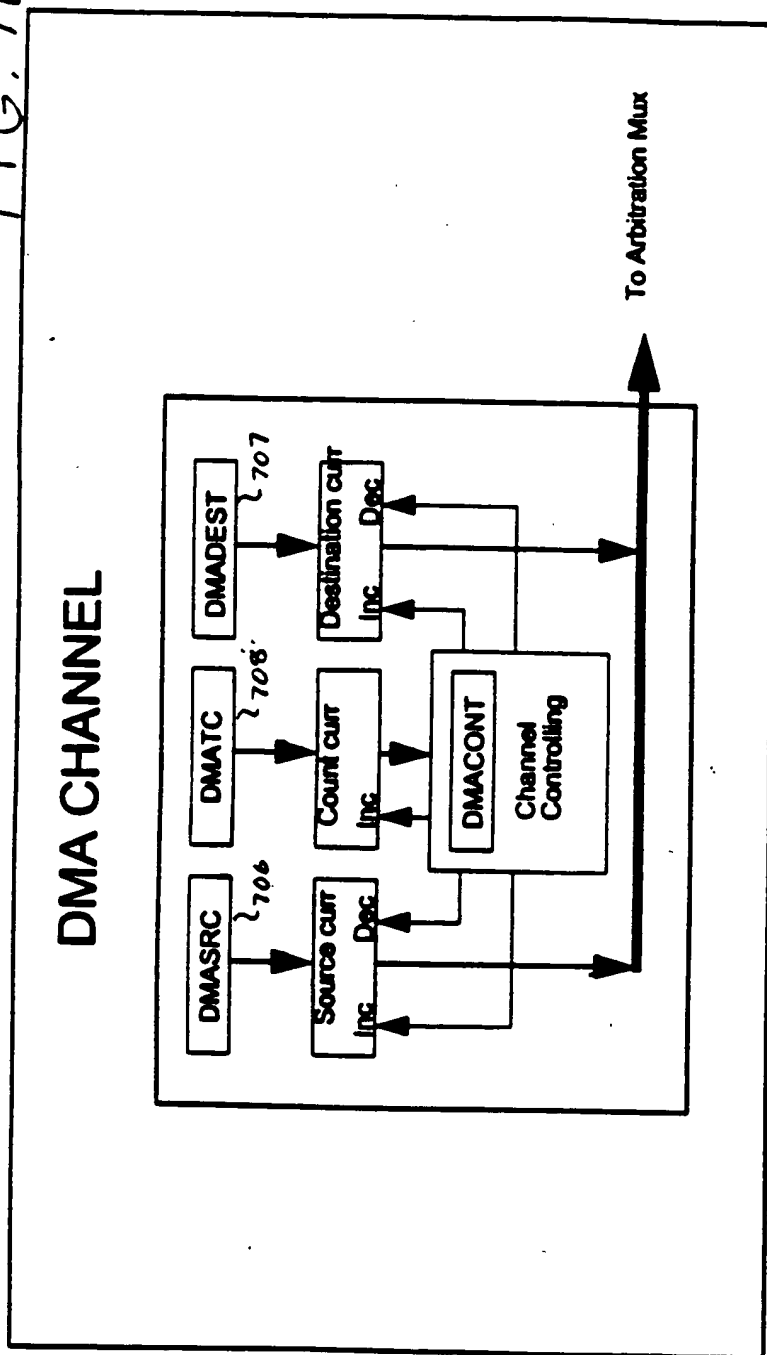 DMA CHANNEL
DMASRC
706
DMATC
708
DMADEST
707
Source curr
Inc
Dec
Count curr
Inc
Destination curr
Inc
Dec
DMACONT
Channel
Controlling
To Arbitration Mux